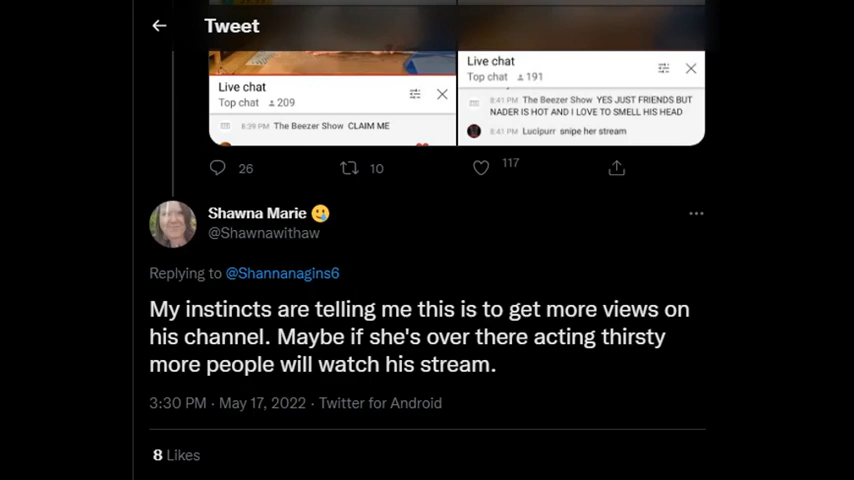 Tweet
Live chat
Top chat 209
8:39 PM The Beezer Show CLAIM ME
Live chat
Top chat 191
8:41 PM The Beezer Show YES JUST FRIENDS BUT
NADER IS HOT AND I LOVE TO SMELL HIS HEAD
8:41 PM Lucipurr snipe her stream
26 10 117
Shawna Marie 🥲
@Shawnawithaw
Replying to @Shannanagins6
My instincts are telling me this is to get more views on
his channel. Maybe if she's over there acting thirsty
more people will watch his stream.
3:30 PM · May 17, 2022 · Twitter for Android
8 Likes